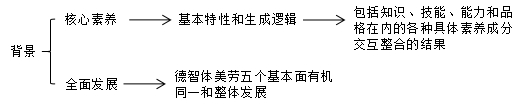 背景
核心素养
基本特性和生成逻辑
包括知识、技能、能力和品
格在内的各种具体素养成分
交互整合的结果
全面发展
德智体美劳五个基本面有机
同一和整体发展